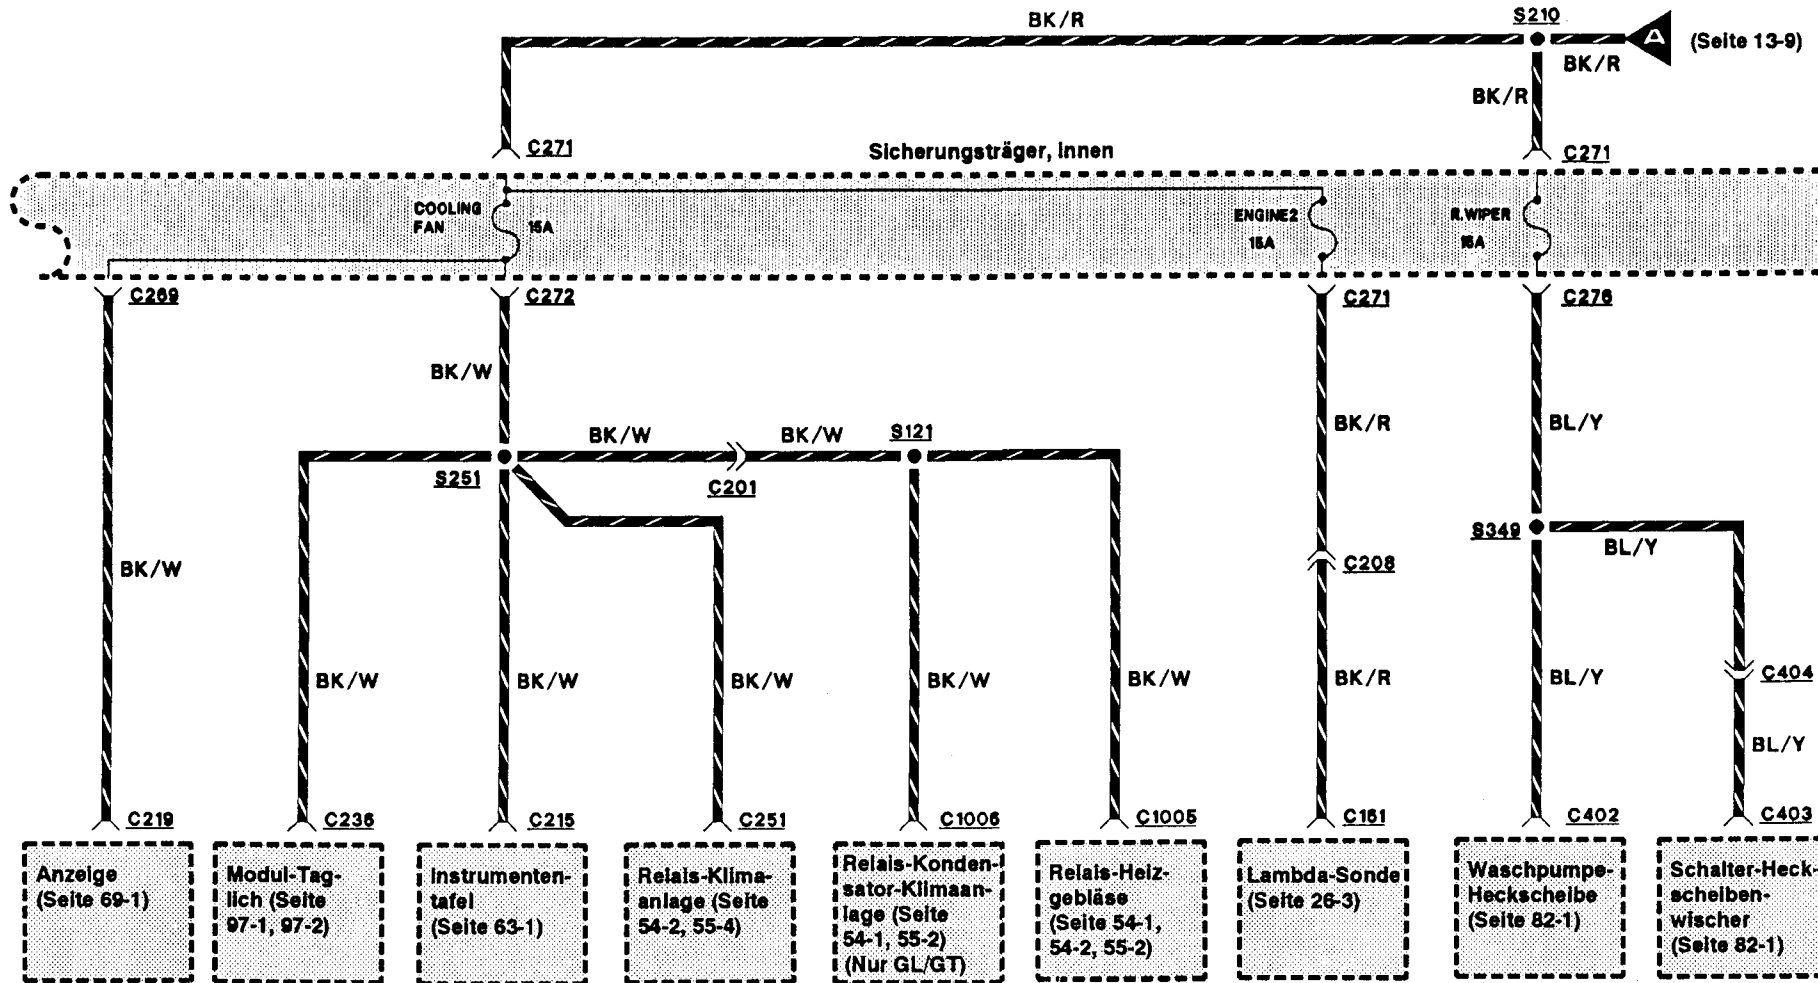 BK/R
S210
A
(Seite 13-9)
BK/R
BK/R
C271
Sicherungsträger, innen
C271
COOLING
FAN
15A
ENGINE2
15A
R.WIPER
15A
C269
C272
C271
C276
BK/W
BK/W
BK/W
S121
BK/R
BL/Y
S251
C201
S349
BL/Y
BK/W
C208
BK/W
BK/W
BK/W
BK/W
BK/W
BK/R
BL/Y
C404
BL/Y
C219
C236
C215
C251
C1006
C1005
C161
C402
C403
Anzeige
(Seite 69-1)
Modul-Tag-
lich (Seite
97-1, 97-2)
Instrumenten-
tafel
(Seite 63-1)
Relais-Klima-
anlage (Seite
54-2, 55-4)
Relais-Konden-
sator-Klimaan-
lage (Seite
54-1, 55-2)
(Nur GL/GT)
Relais-Heiz-
gebläse
(Seite 54-1,
54-2, 55-2)
Lambda-Sonde
(Seite 26-3)
Waschpumpe-
Heckscheibe
(Seite 82-1)
Schalter-Heck-
scheiben-
wischer
(Seite 82-1)